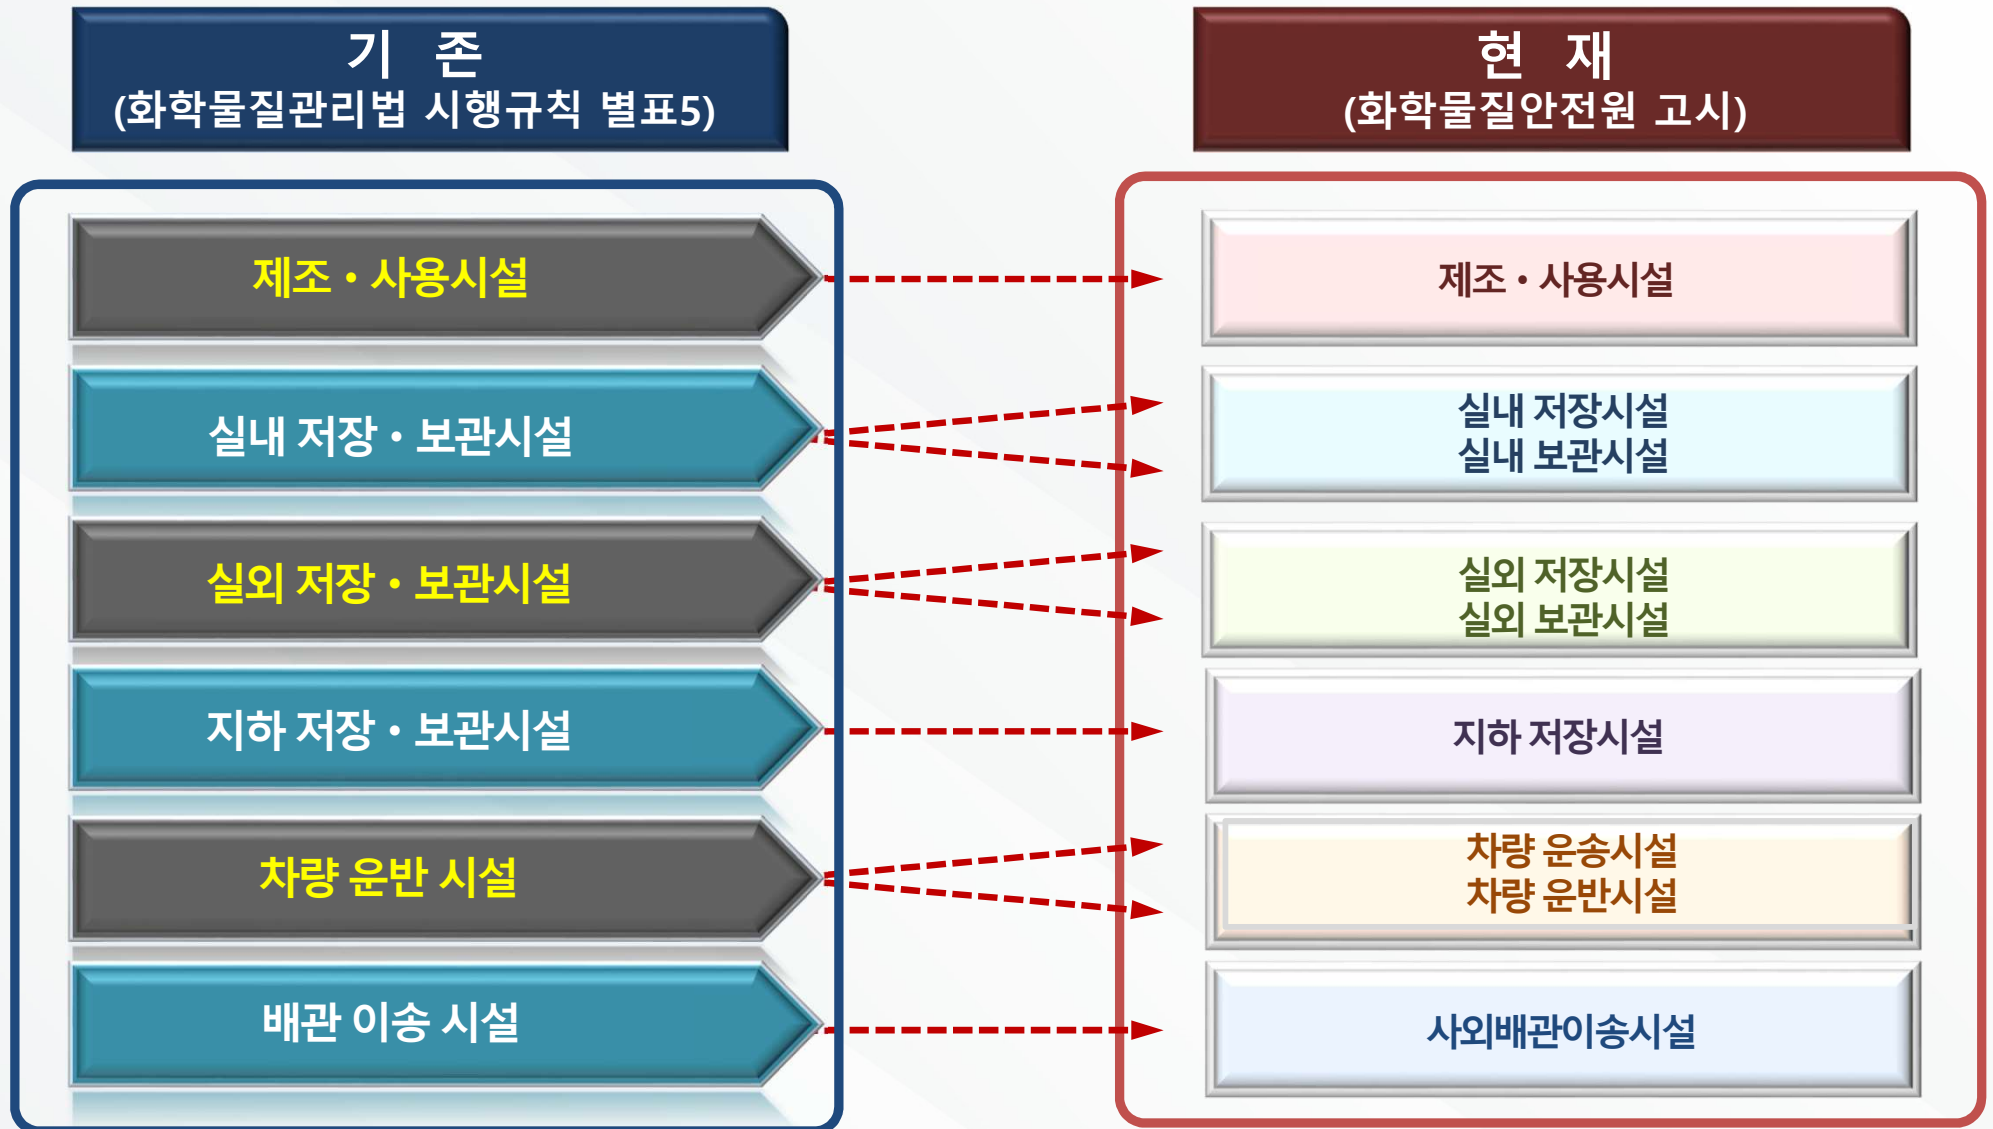 기 존
(화학물질관리법 시행규칙 별표5)
현 재
(화학물질안전원 고시)
제조・사용시설
제조・사용시설
실내 저장・보관시설
실내 저장시설
실내 보관시설
실외 저장・보관시설
실외 저장시설
실외 보관시설
지하 저장・보관시설
지하 저장시설
차량 운반 시설
차량 운송시설
차량 운반시설
배관 이송 시설
사외배관이송시설